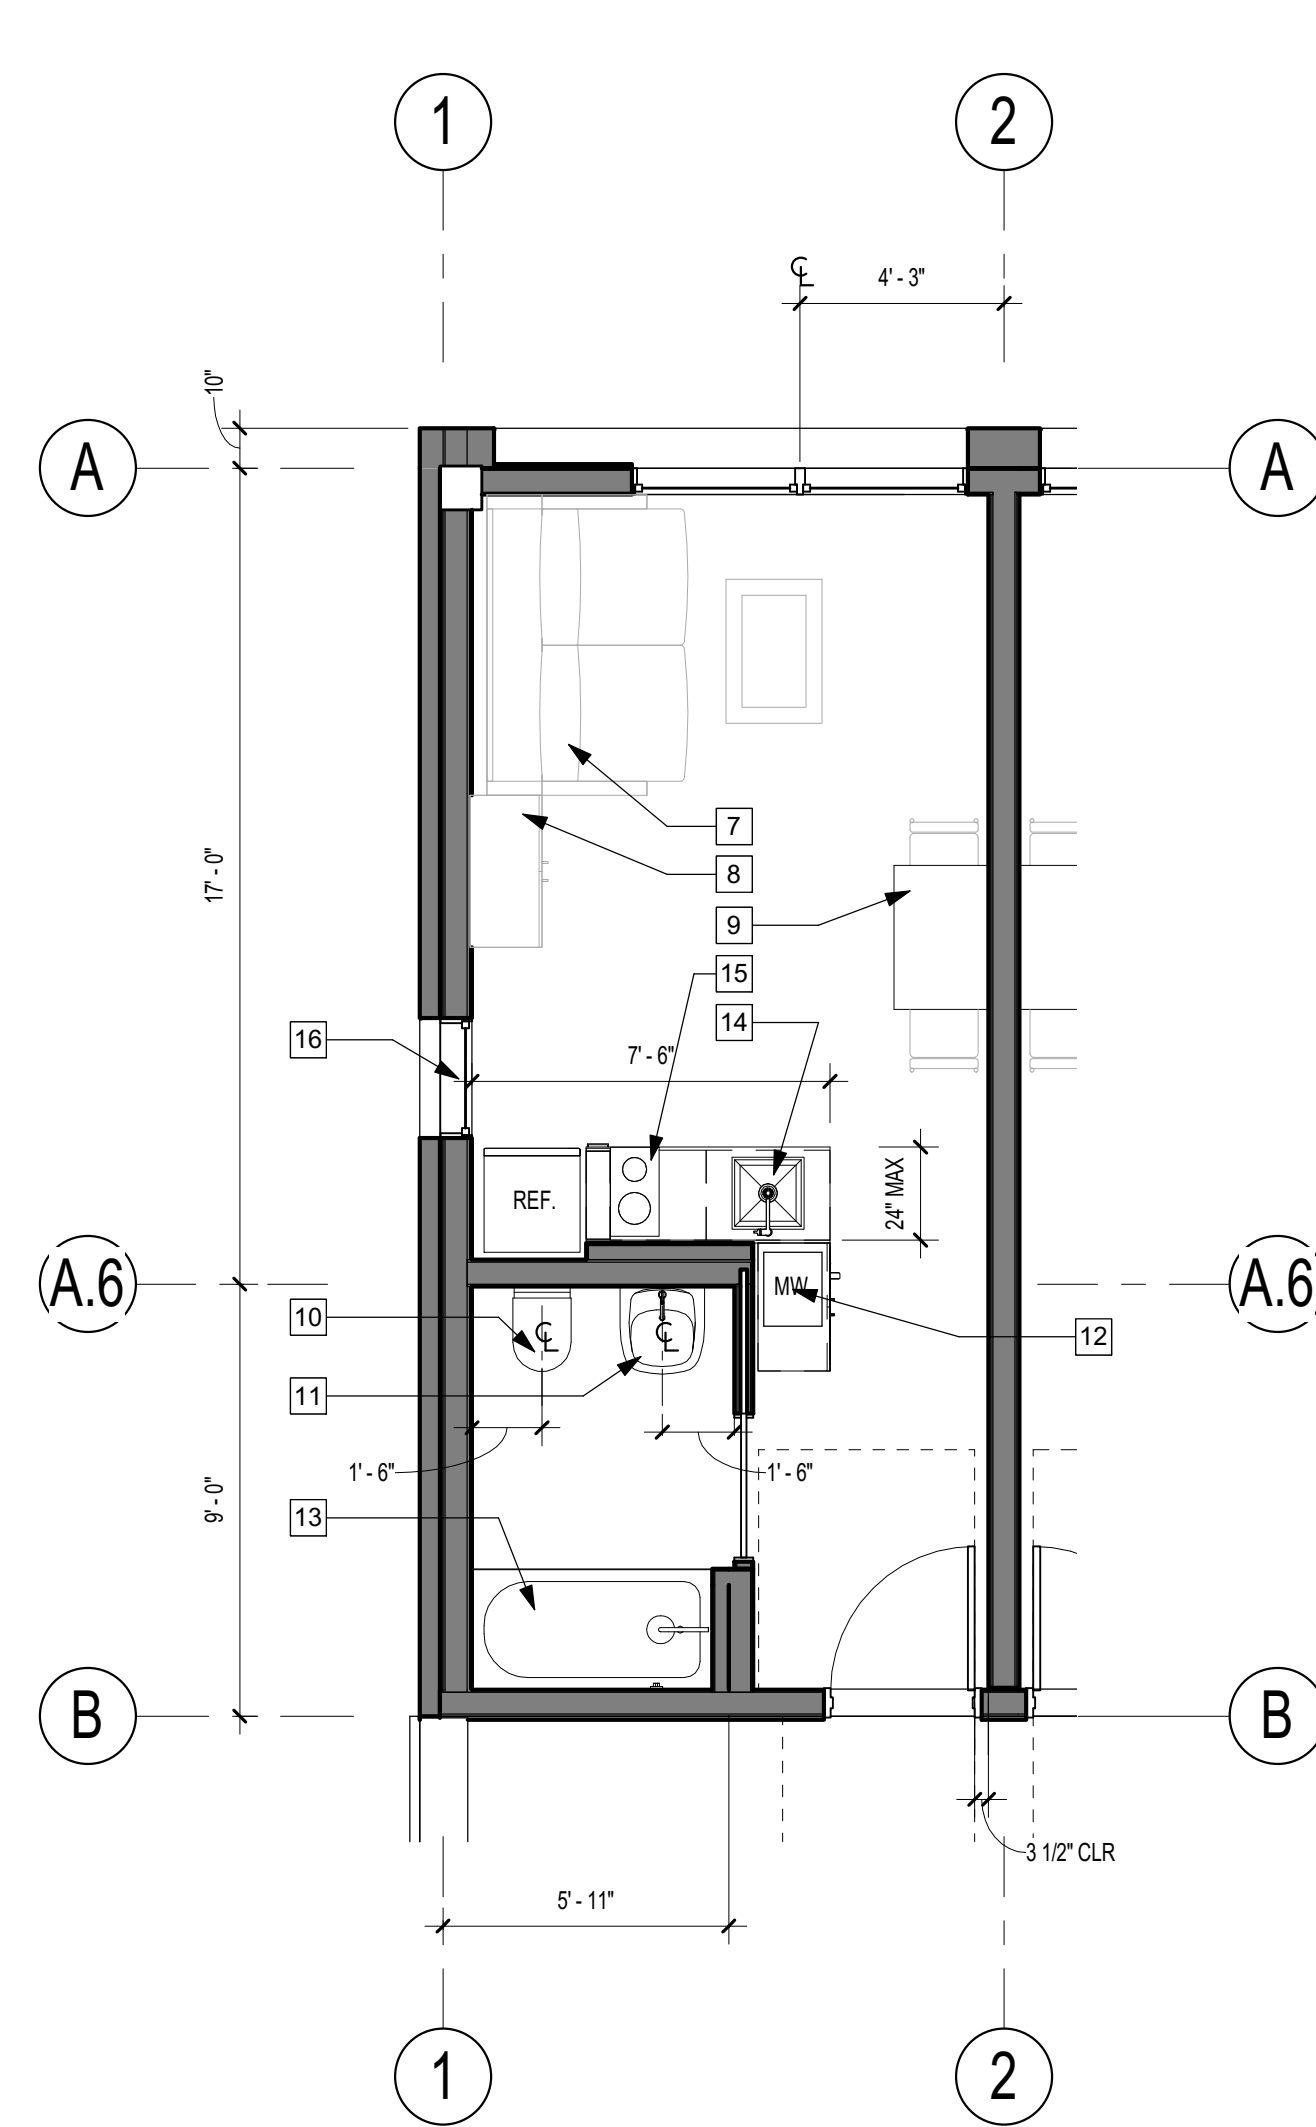 1
2
℄
4' - 3"
10"
A
A
17' - 0"
7
8
9
15
14
16
7' - 6"
REF.
24" MAX
A.6
A.6
MW
10
℄
℄
12
11
1' - 6"
1' - 6"
9' - 0"
13
B
B
3 1/2" CLR
5' - 11"
1
2